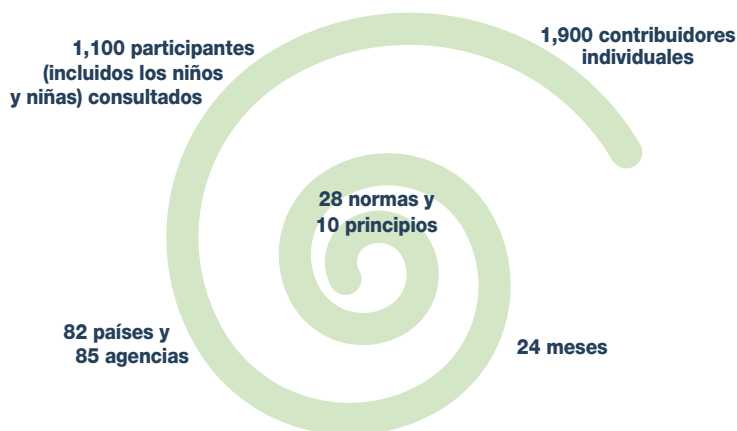 1,100 participantes
(incluidos los niños
y niñas) consultados
1,900 contribuidores
individuales
28 normas y
10 principios
82 países y
85 agencias
24 meses